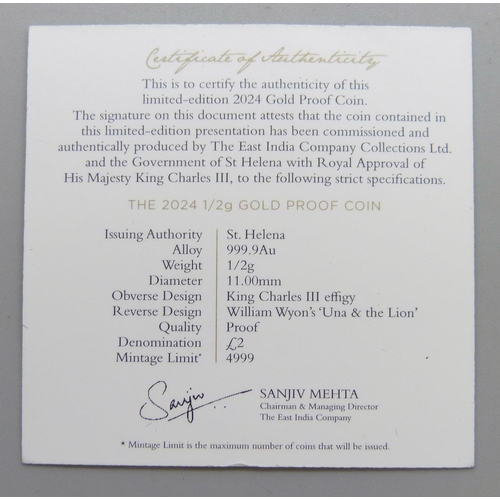 Certificate of Authenticity
This is to certify the authenticity of this
limited-edition 2024 Gold Proof Coin.
The signature on this document attests that the coin contained in
this limited-edition presentation has been commissioned and
authentically produced by The East India Company Collections Ltd.
and the Government of St Helena with Royal Approval of
His Majesty King Charles III, to the following strict specifications.
THE 2024 1/2g GOLD PROOF COIN
Issuing Authority St. Helena
Alloy 999.9Au
Weight 1/2g
Diameter 11.00mm
Obverse Design King Charles III effigy
Reverse Design William Wyon's 'Una & the Lion'
Quality Proof
Denomination £2
Mintage Limit* 4999
Sanjiv
SANJIV MEHTA
Chairman & Managing Director
The East India Company
* Mintage Limit is the maximum number of coins that will be issued.